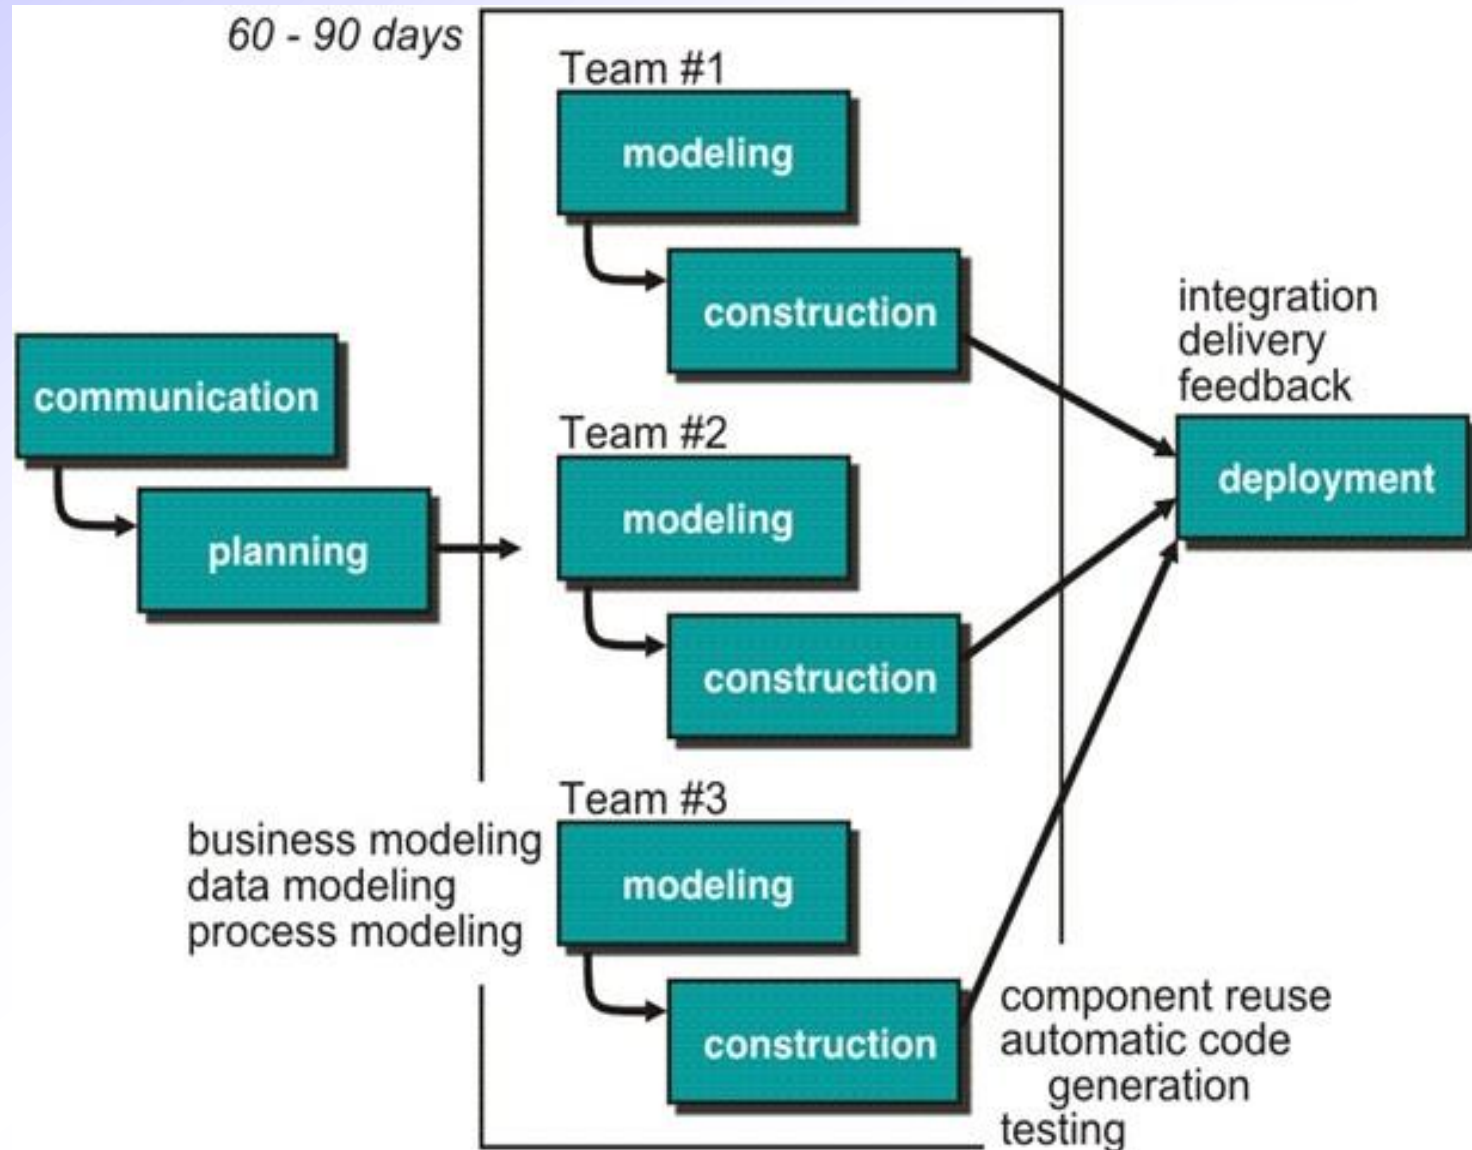 60 - 90 days
Team #1
modeling
construction
communication
planning
Team #2
modeling
construction
Team #3
business modeling
data modeling
process modeling
modeling
construction
component reuse
automatic code
generation
testing
integration
delivery
feedback
deployment